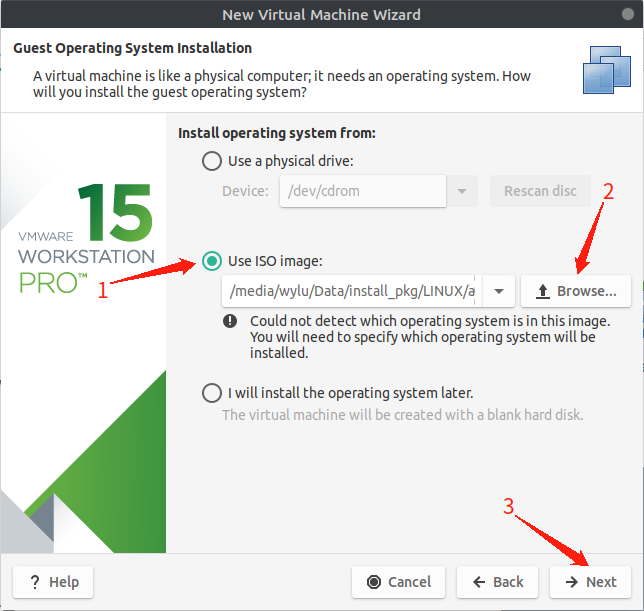 New Virtual Machine Wizard
Guest Operating System Installation
A virtual machine is like a physical computer; it needs an operating system. How
will you install the guest operating system?
Install operating system from:
Use a physical drive:
Device: /dev/cdrom Rescan disc
2
15
VMWARE
WORKSTATION
PRO™
1
Use ISO image:
/media/wylu/Data/install_pkg/LINUX/a Browse...
Could not detect which operating system is in this image.
You will need to specify which operating system will be
installed.
I will install the operating system later.
The virtual machine will be created with a blank hard disk.
3
? Help Cancel Back Next